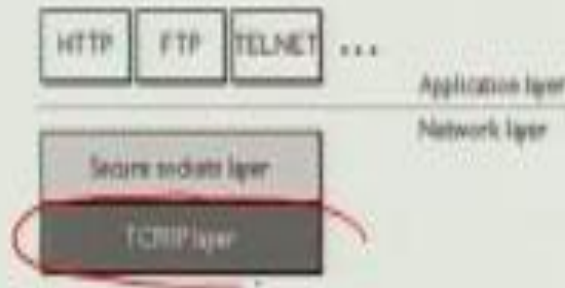 HTTP FTP TELNET ...
Application layer
Network layer
Secure sockets layer
TCP/IP layer